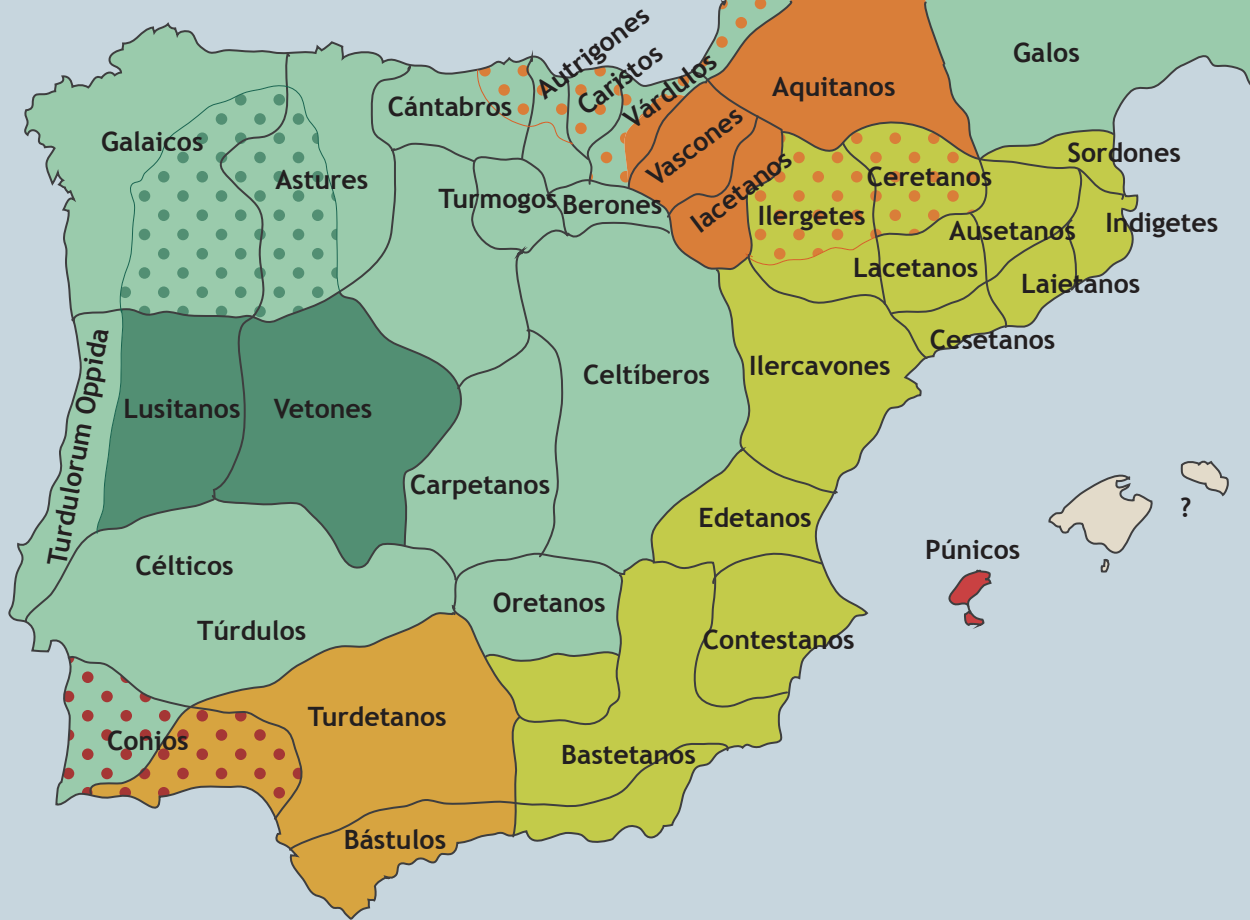 Galos
Autrigones
Caristos
Várdulos
Aquitanos
Cántabros
Galaicos
Vascones
Sordones
Astures
Turmogos
Berones
Iacetanos
Ceretanos
Ilergetes
Indigetes
Ausetanos
Lacetanos
Laietanos
Cesetanos
Turdulorum Oppida
Lusitanos
Vetones
Celtíberos
Ilercavones
Carpetanos
Edetanos
?
Púnicos
Célticos
Oretanos
Túrdulos
Contestanos
Turdetanos
Conios
Bastetanos
Bástulos